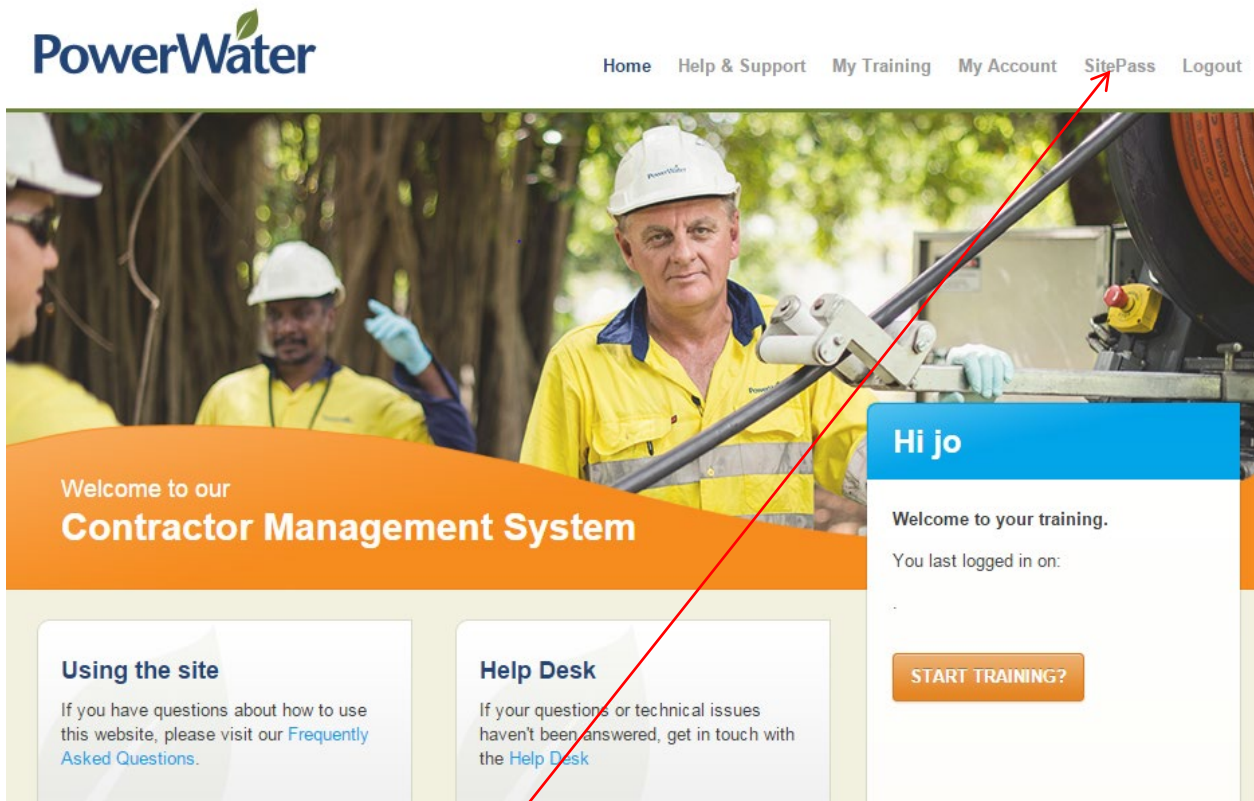 PowerWater
Home Help & Support My Training My Account SitePass Logout
PowerWater
Welcome to our
Contractor Management System
Hi jo
Welcome to your training.
You last logged in on:
.
START TRAINING?
Using the site
If you have questions about how to use
this website, please visit our Frequently
Asked Questions.
Help Desk
If your questions or technical issues
haven't been answered, get in touch with
the Help Desk